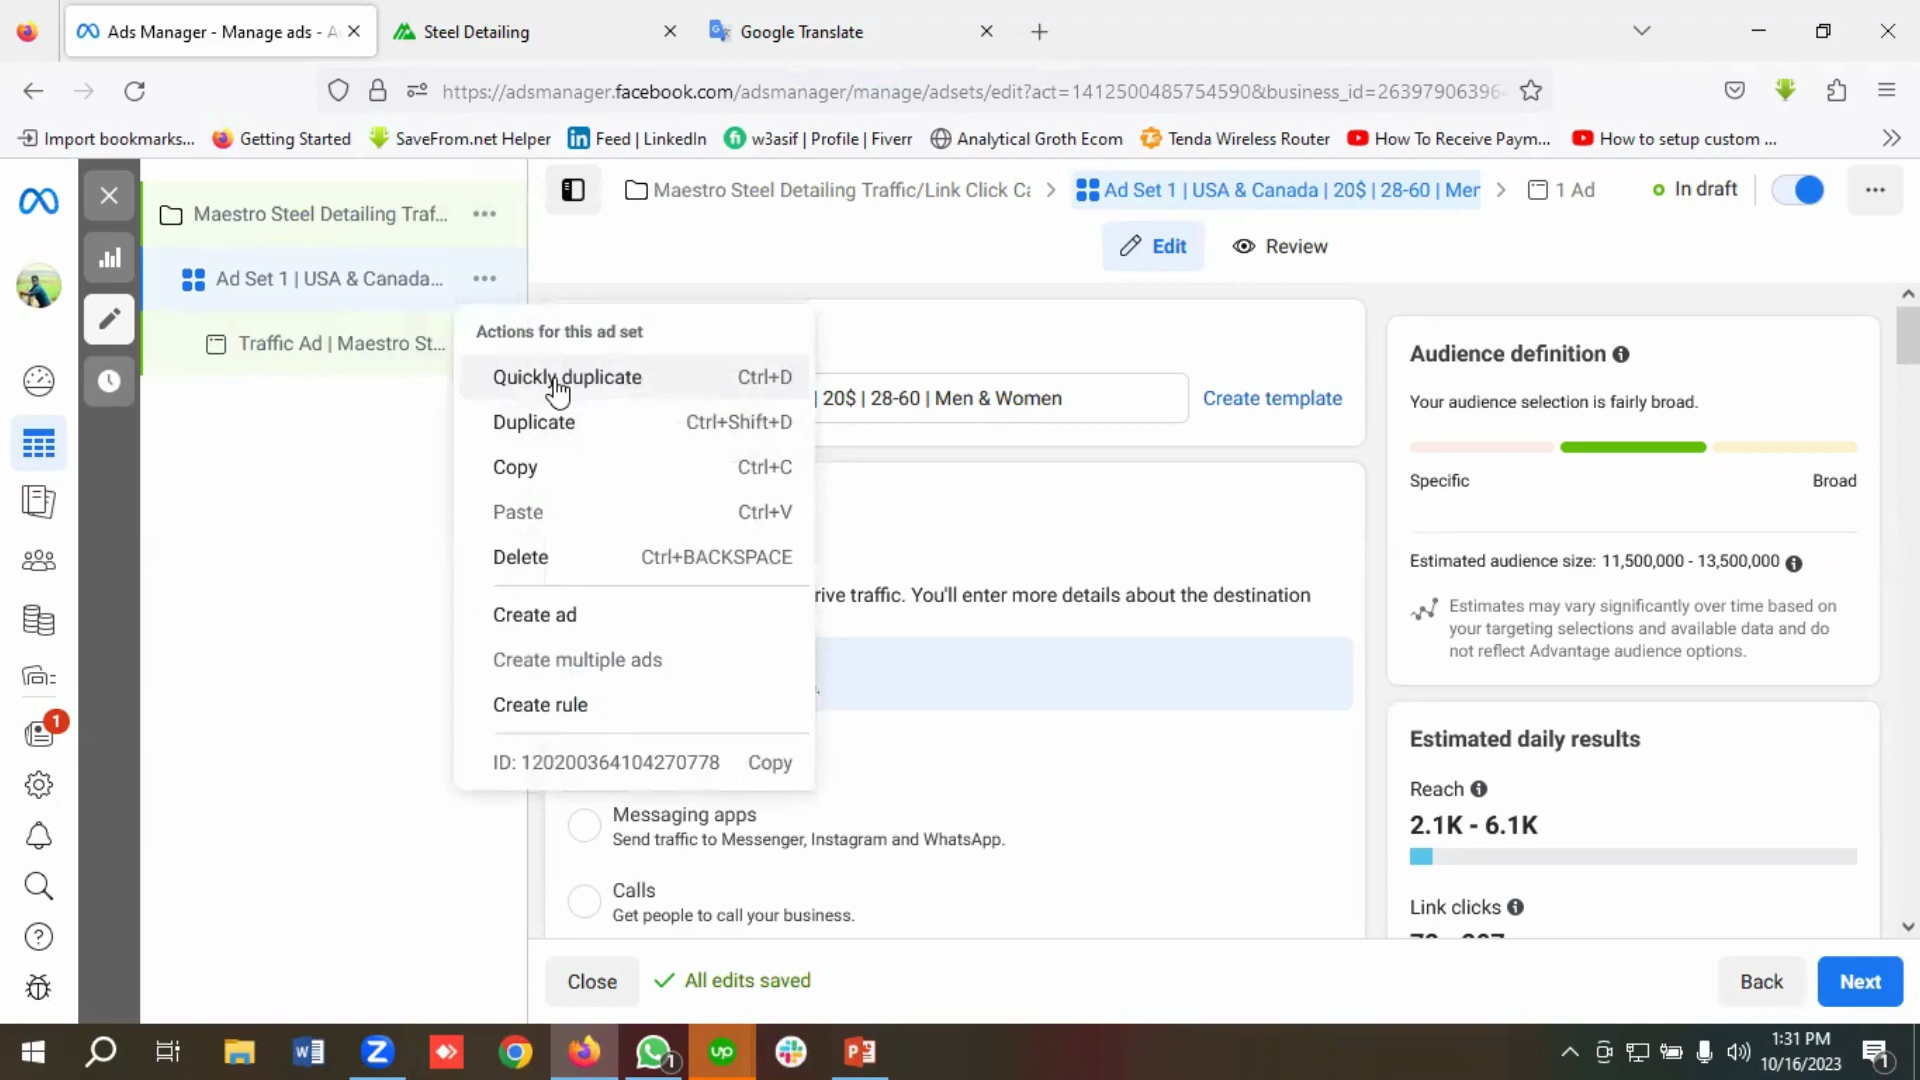 Ads Manager - Manage ads - A
Steel Detailing
Google Translate
https://adsmanager.facebook.com/adsmanager/manage/adsets/edit?act=1412500485754590&business_id=26397906396
Import bookmarks...
Getting Started
SaveFrom.net Helper
Feed | LinkedIn
w3asif | Profile | Fiverr
Analytical Groth Ecom
Tenda Wireless Router
How To Receive Paym...
How to setup custom ...
Maestro Steel Detailing Traf...
Ad Set 1 | USA & Canada...
Traffic Ad | Maestro St...
Maestro Steel Detailing Traffic/Link Click Ca
Ad Set 1 | USA & Canada | 20$ | 28-60 | Men
1 Ad
In draft
Edit
Review
Actions for this ad set
Quickly duplicate Ctrl+D
Duplicate Ctrl+Shift+D
Copy Ctrl+C
Paste Ctrl+V
Delete Ctrl+BACKSPACE
Create ad
Create multiple ads
Create rule
ID: 120200364104270778 Copy
| 20$ | 28-60 | Men & Women
Create template
rive traffic. You'll enter more details about the destination
Messaging apps
Send traffic to Messenger, Instagram and WhatsApp.
Calls
Get people to call your business.
Audience definition
Your audience selection is fairly broad.
Specific
Broad
Estimated audience size: 11,500,000 - 13,500,000
Estimates may vary significantly over time based on
your targeting selections and available data and do
not reflect Advantage audience options.
Estimated daily results
Reach
2.1K - 6.1K
Link clicks
Close
All edits saved
Back
Next
1
1
up
1:31 PM
10/16/2023
1